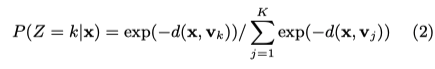 P(Z = k|x) = exp(−d(x, v_k))/ ∑_{j=1}^{K} exp(−d(x, v_j)) (2)